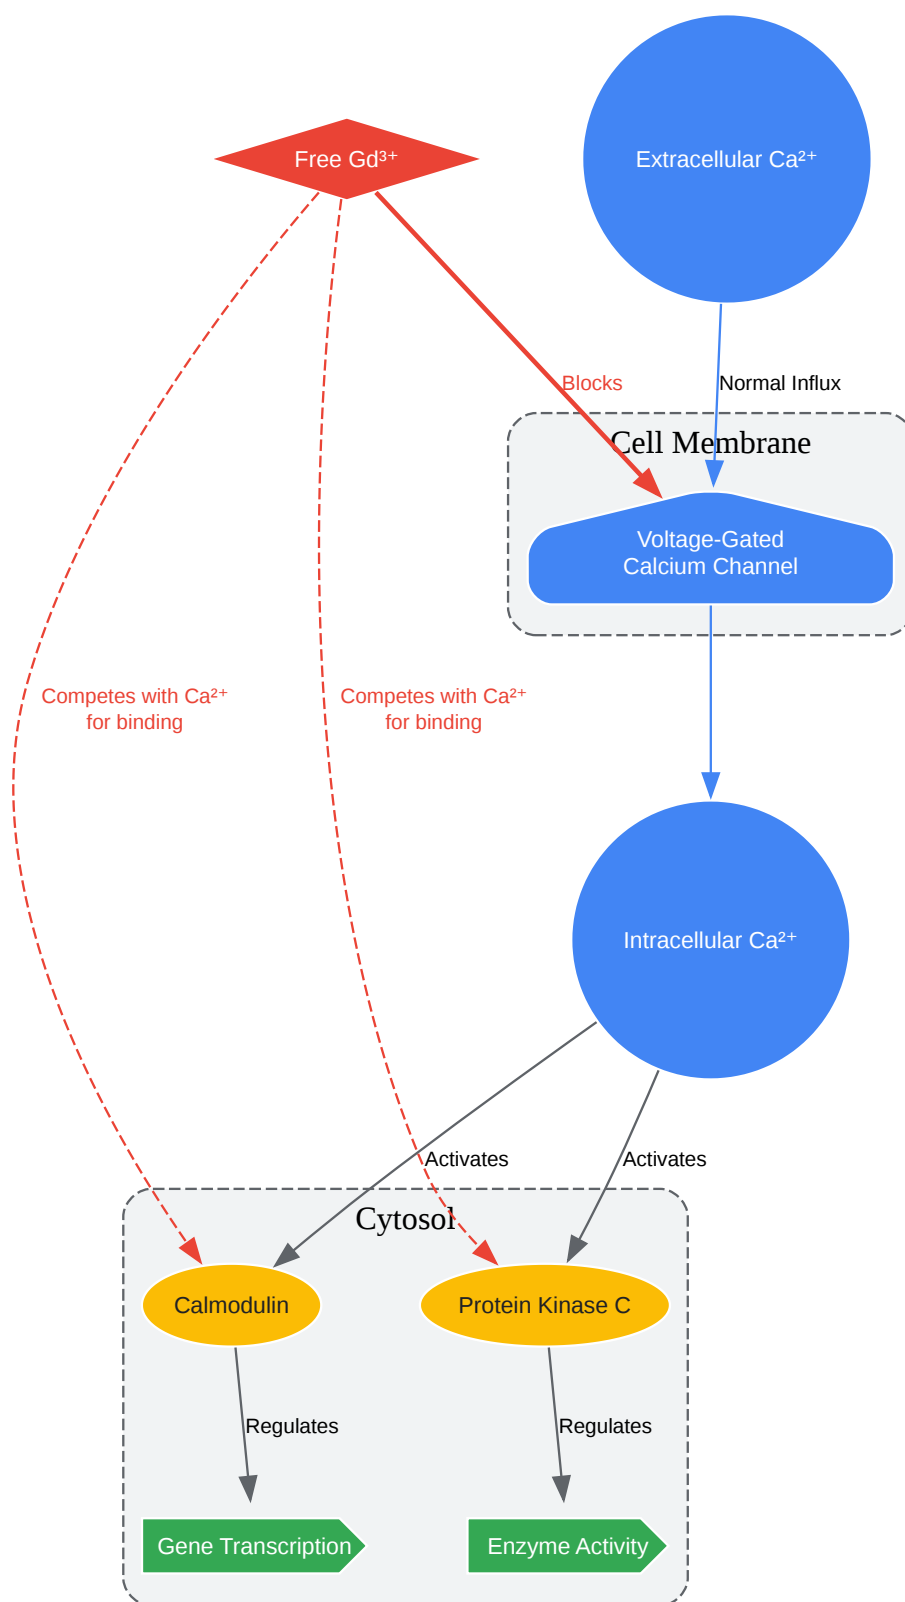 Free Gd³⁺
Extracellular Ca²⁺
Blocks
Normal Influx
Cell Membrane
Voltage-Gated
Calcium Channel
Competes with Ca²⁺
for binding
Competes with Ca²⁺
for binding
Intracellular Ca²⁺
Activates
Activates
Cytosol
Calmodulin
Protein Kinase C
Regulates
Regulates
Gene Transcription
Enzyme Activity